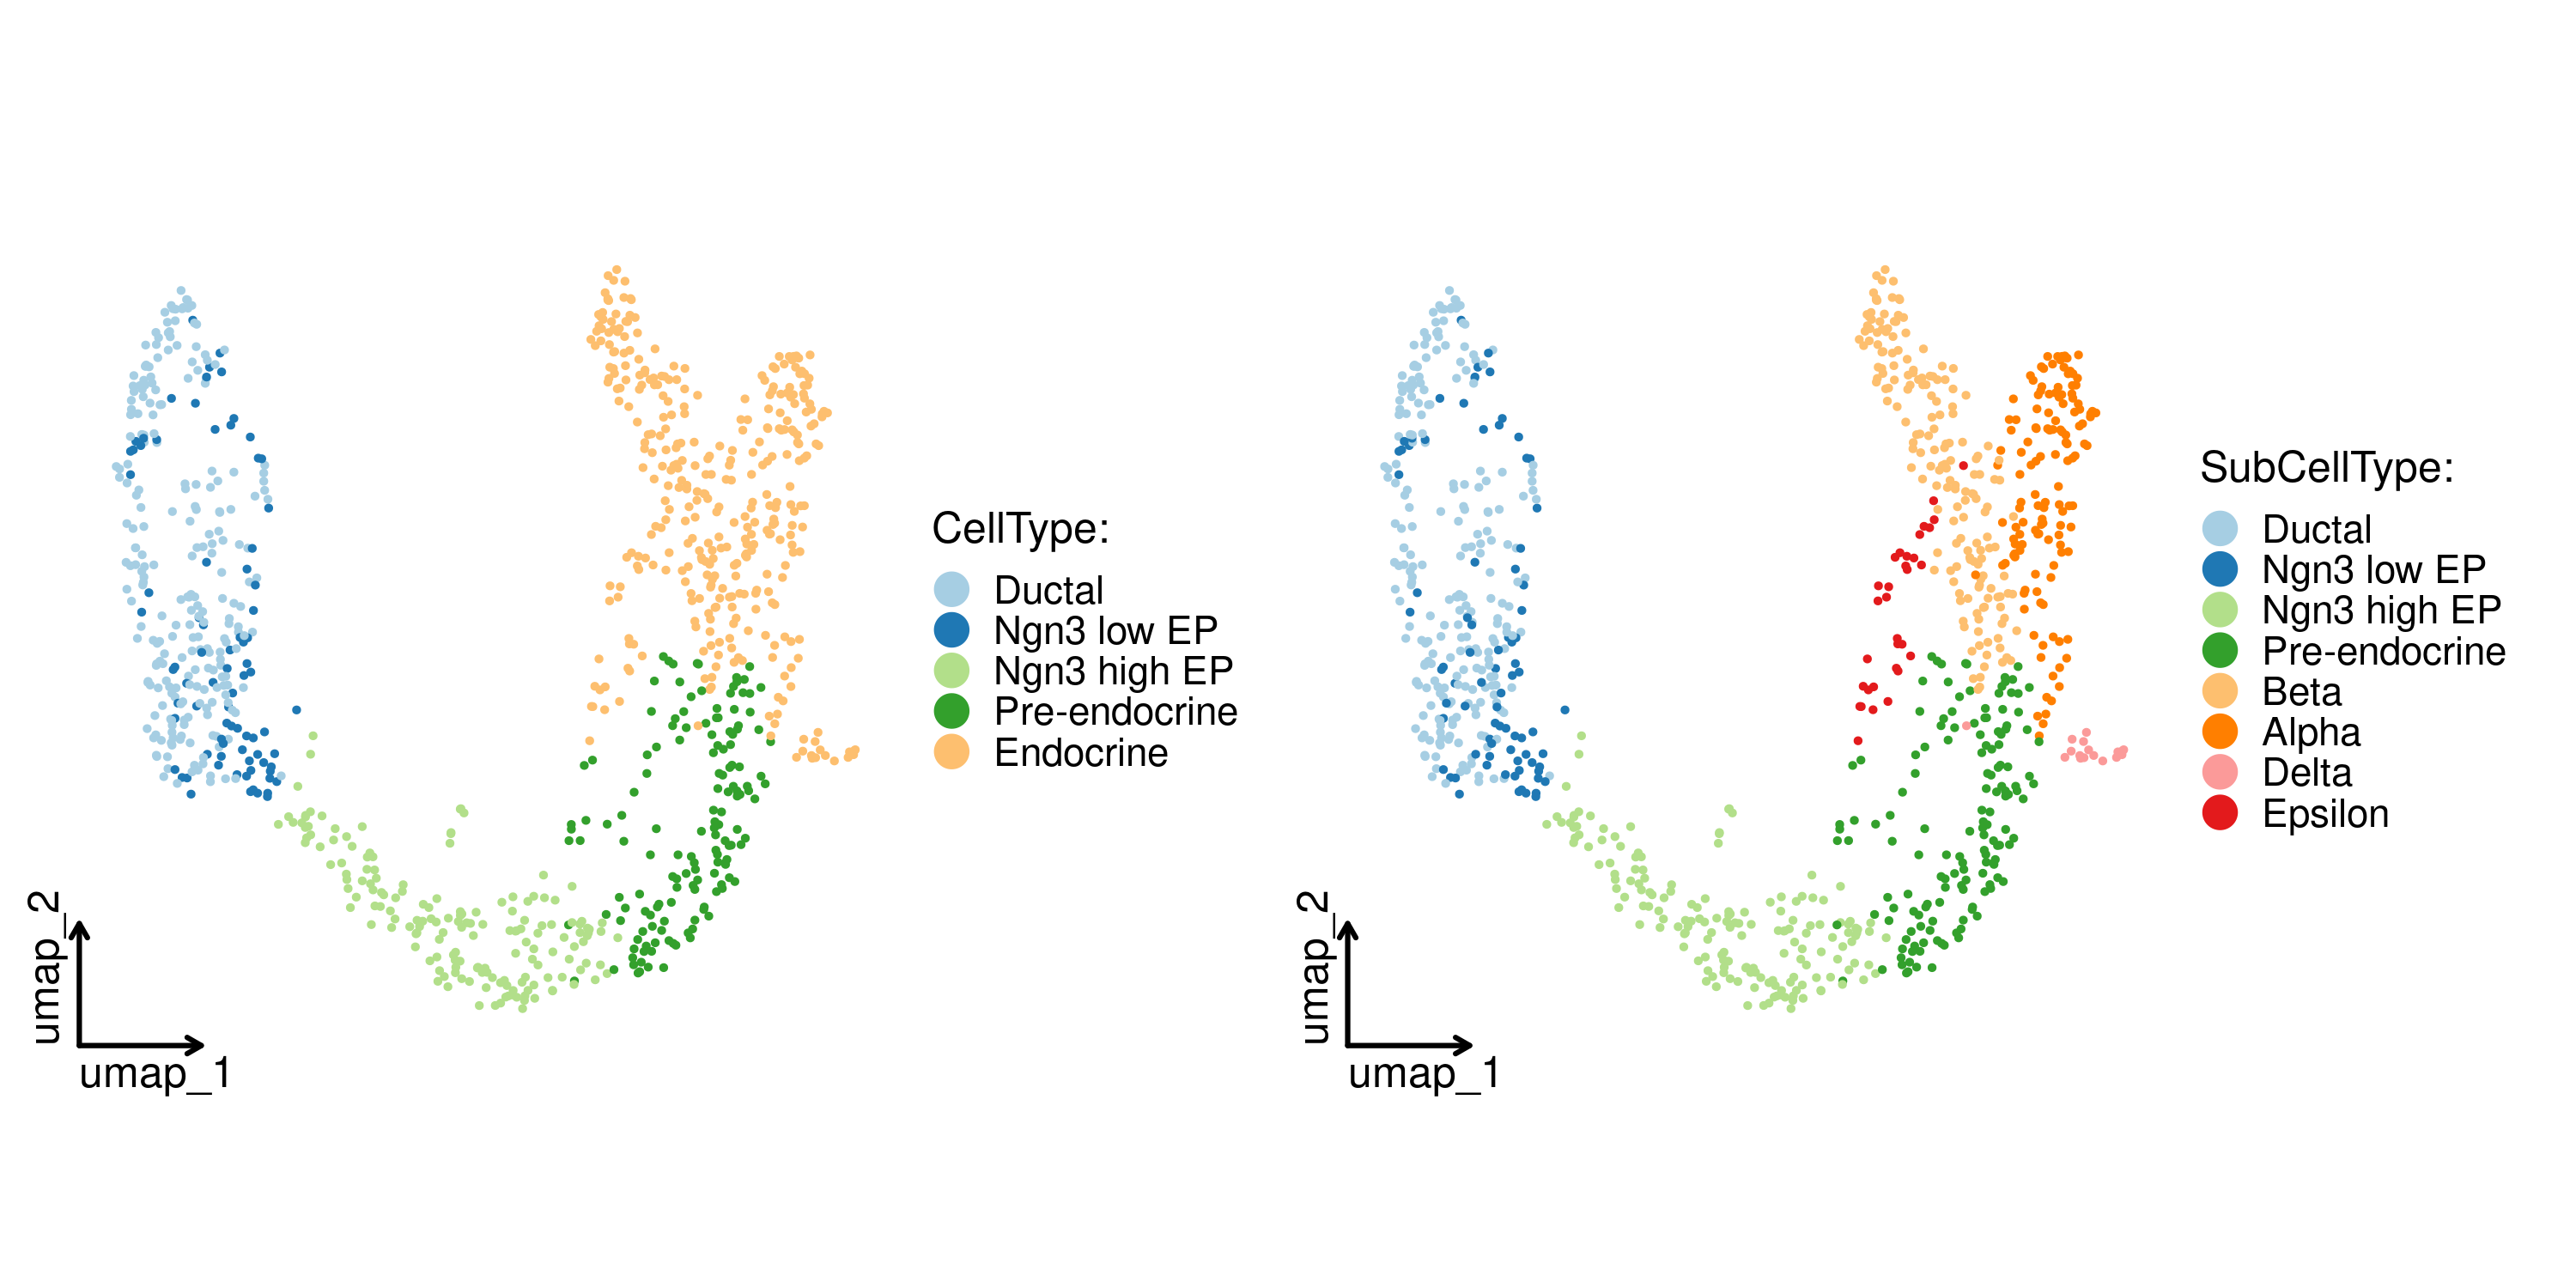 CellType:
Ductal
Ngn3 low EP
Ngn3 high EP
Pre-endocrine
Endocrine
umap_2
umap_1
SubCellType:
Ductal
Ngn3 low EP
Ngn3 high EP
Pre-endocrine
Beta
Alpha
Delta
Epsilon
umap_2
umap_1